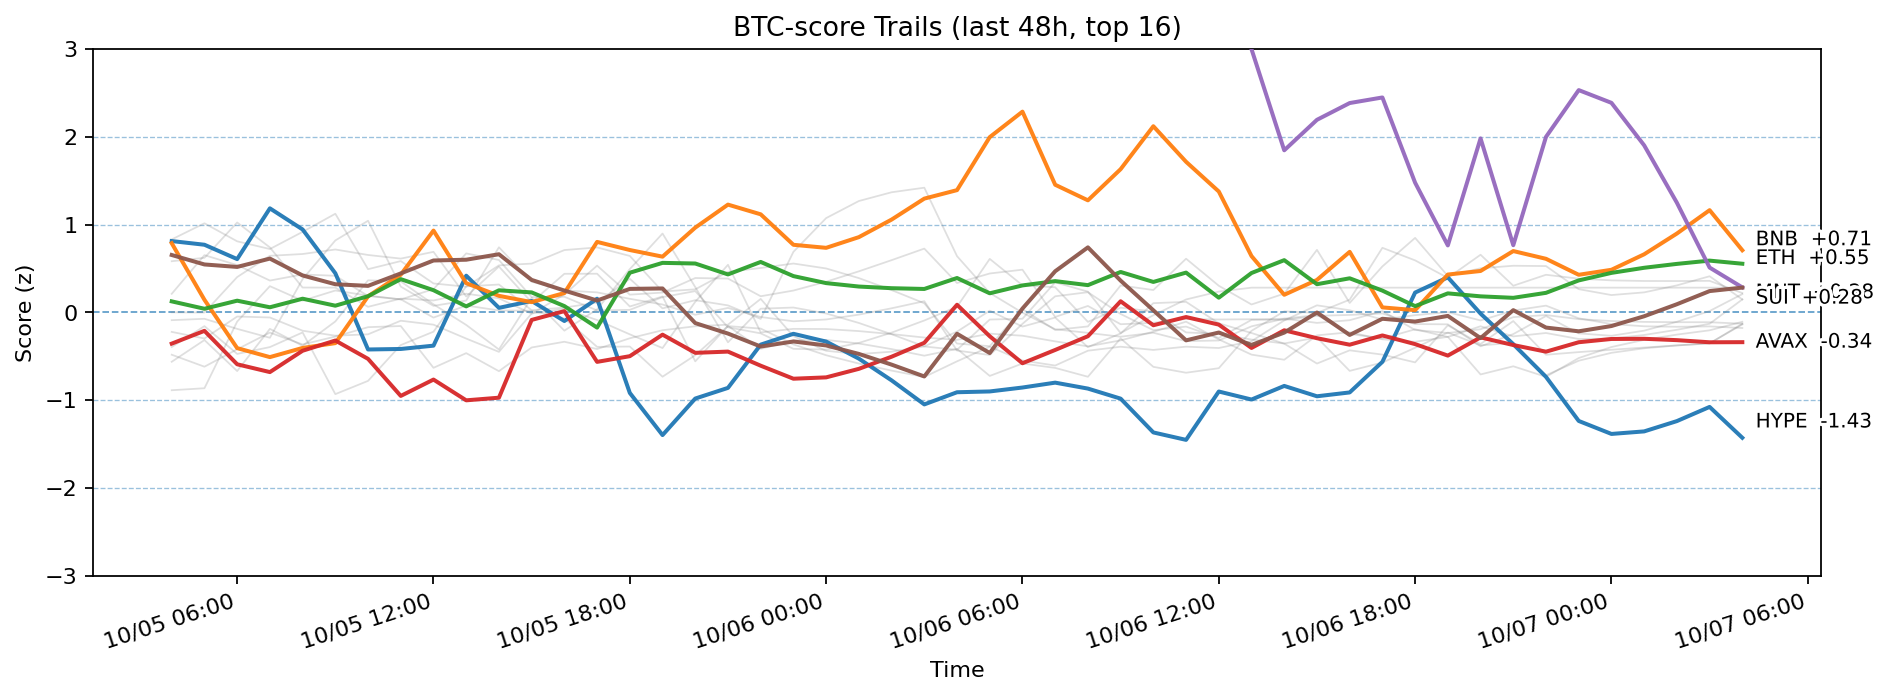 BTC-score Trails (last 48h, top 16)
Score (z)
3
2
1
0
−1
−2
−3
BNB +0.71
ETH +0.55
SUI +0.28
AVAX -0.34
HYPE -1.43
10/05 06:00
10/05 12:00
10/05 18:00
10/06 00:00
10/06 06:00
10/06 12:00
10/06 18:00
10/07 00:00
10/07 06:00
Time